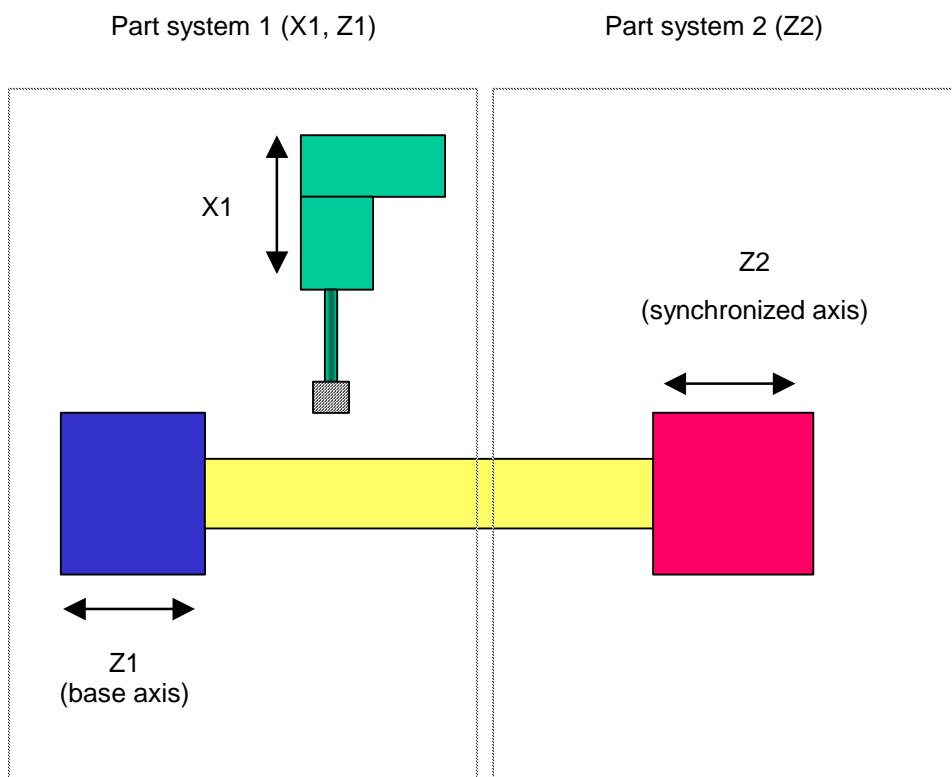 Part system 1 (X1, Z1)
Part system 2 (Z2)
X1
Z2
(synchronized axis)
Z1
(base axis)